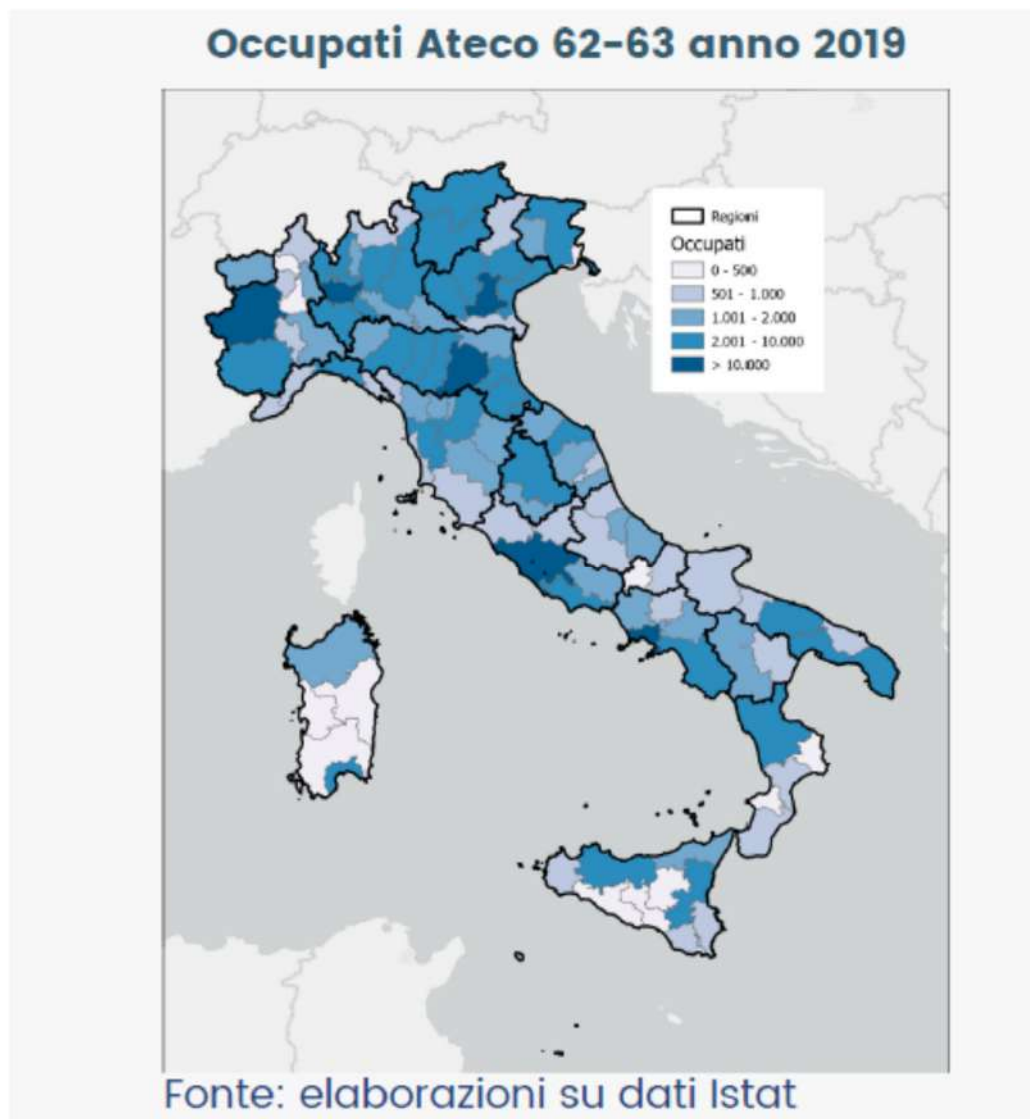 Occupati Ateco 62-63 anno 2019
Regioni
Occupati
0 - 500
501 - 1.000
1.001 - 2.000
2.001 - 10.000
> 10.000
Fonte: elaborazioni su dati Istat